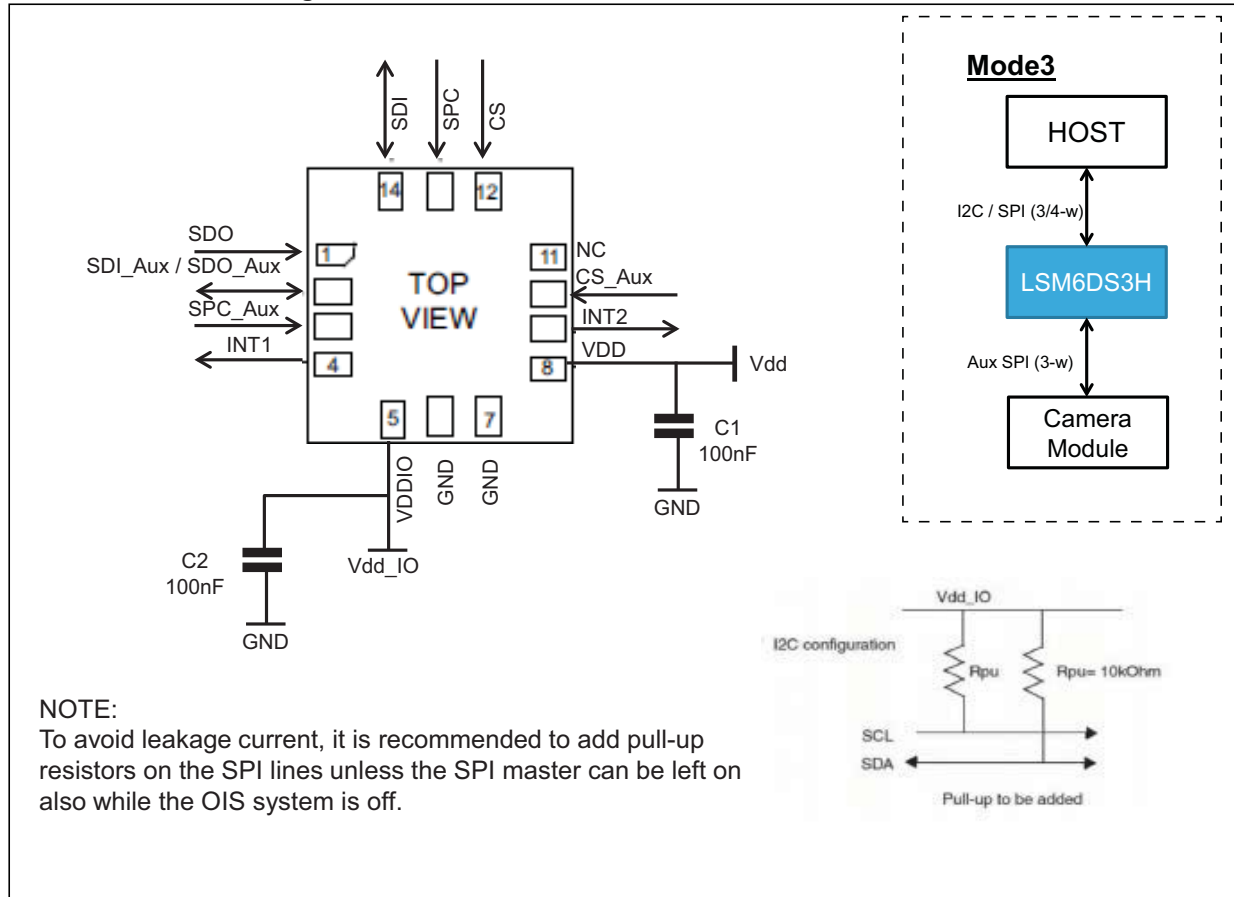 SDI
SPC
CS
14
12
SDO
1
SDI_Aux / SDO_Aux
SPC_Aux
INT1
4
TOP
VIEW
11
NC
CS_Aux
INT2
VDD
8
Vdd
5
7
VDDIO
GND
GND
C1
100nF
GND
C2
100nF
Vdd_IO
GND
Mode3
HOST
I2C / SPI (3/4-w)
LSM6DS3H
Aux SPI (3-w)
Camera
Module
Vdd_IO
I2C configuration
Rpu
Rpu= 10kOhm
SCL
SDA
Pull-up to be added
NOTE:
To avoid leakage current, it is recommended to add pull-up
resistors on the SPI lines unless the SPI master can be left on
also while the OIS system is off.